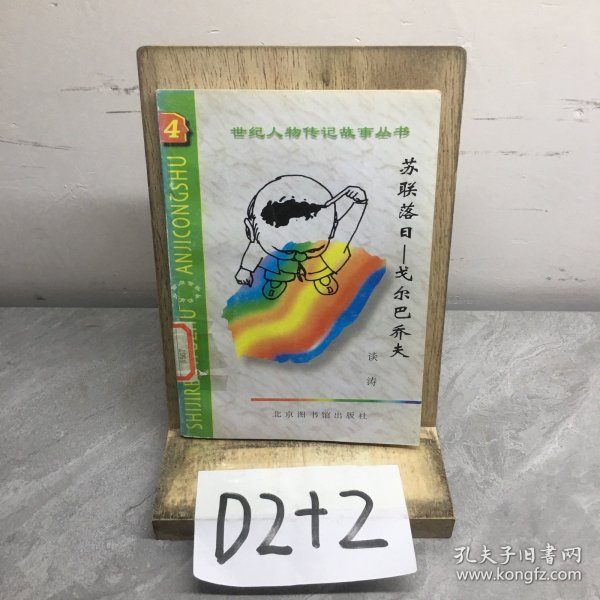 4
世纪人物传记故事丛书
苏联落日—戈尔巴乔夫
谈涛
北京图书馆出版社
ANJICONGSHU
SHIJIRE
D2+2
孔夫子旧书网
www.kongfz.com